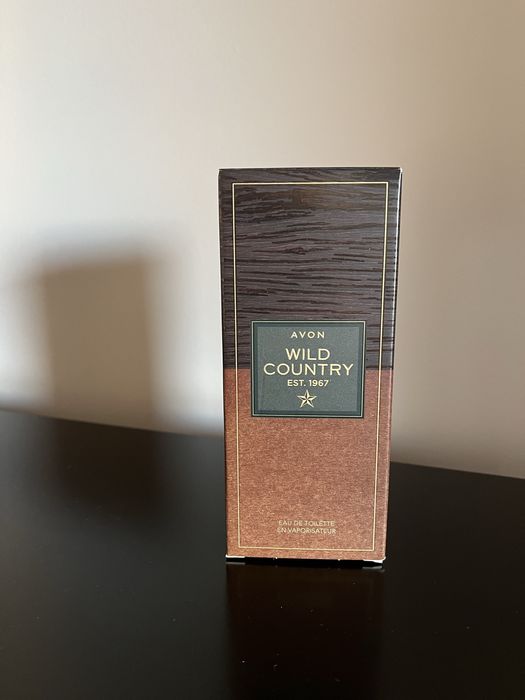 AVON
WILD
COUNTRY
EST. 1967
EAU DE TOILETTE
EN VAPORISATEUR